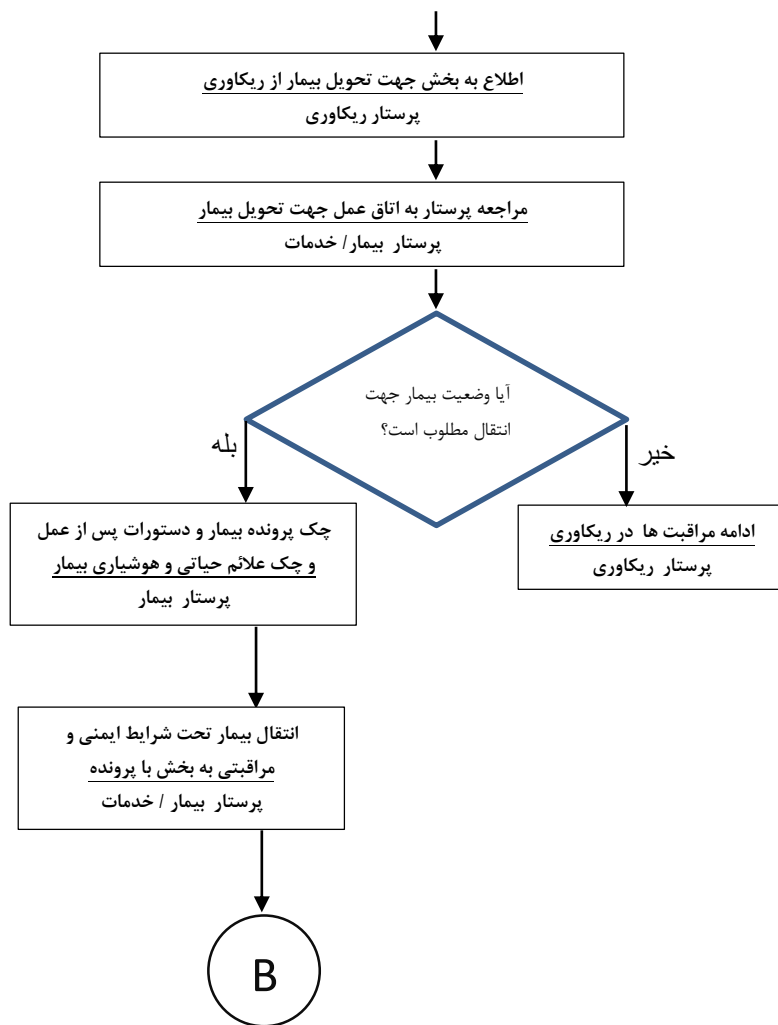 اطلاع به بخش جهت تحویل بیمار از ریکاوری
پرستار ریکاوری
مراجعه پرستار به اتاق عمل جهت تحویل بیمار
پرستار بیمار/ خدمات
آیا وضعیت بیمار جهت
انتقال مطلوب است؟
بله
خیر
چک پرونده بیمار و دستورات پس از عمل
و چک علائم حیاتی و هوشیاری بیمار
پرستار بیمار
ادامه مراقبت ها در ریکاوری
پرستار ریکاوری
انتقال بیمار تحت شرایط ایمنی و
مراقبتی به بخش با پرونده
پرستار بیمار / خدمات
B